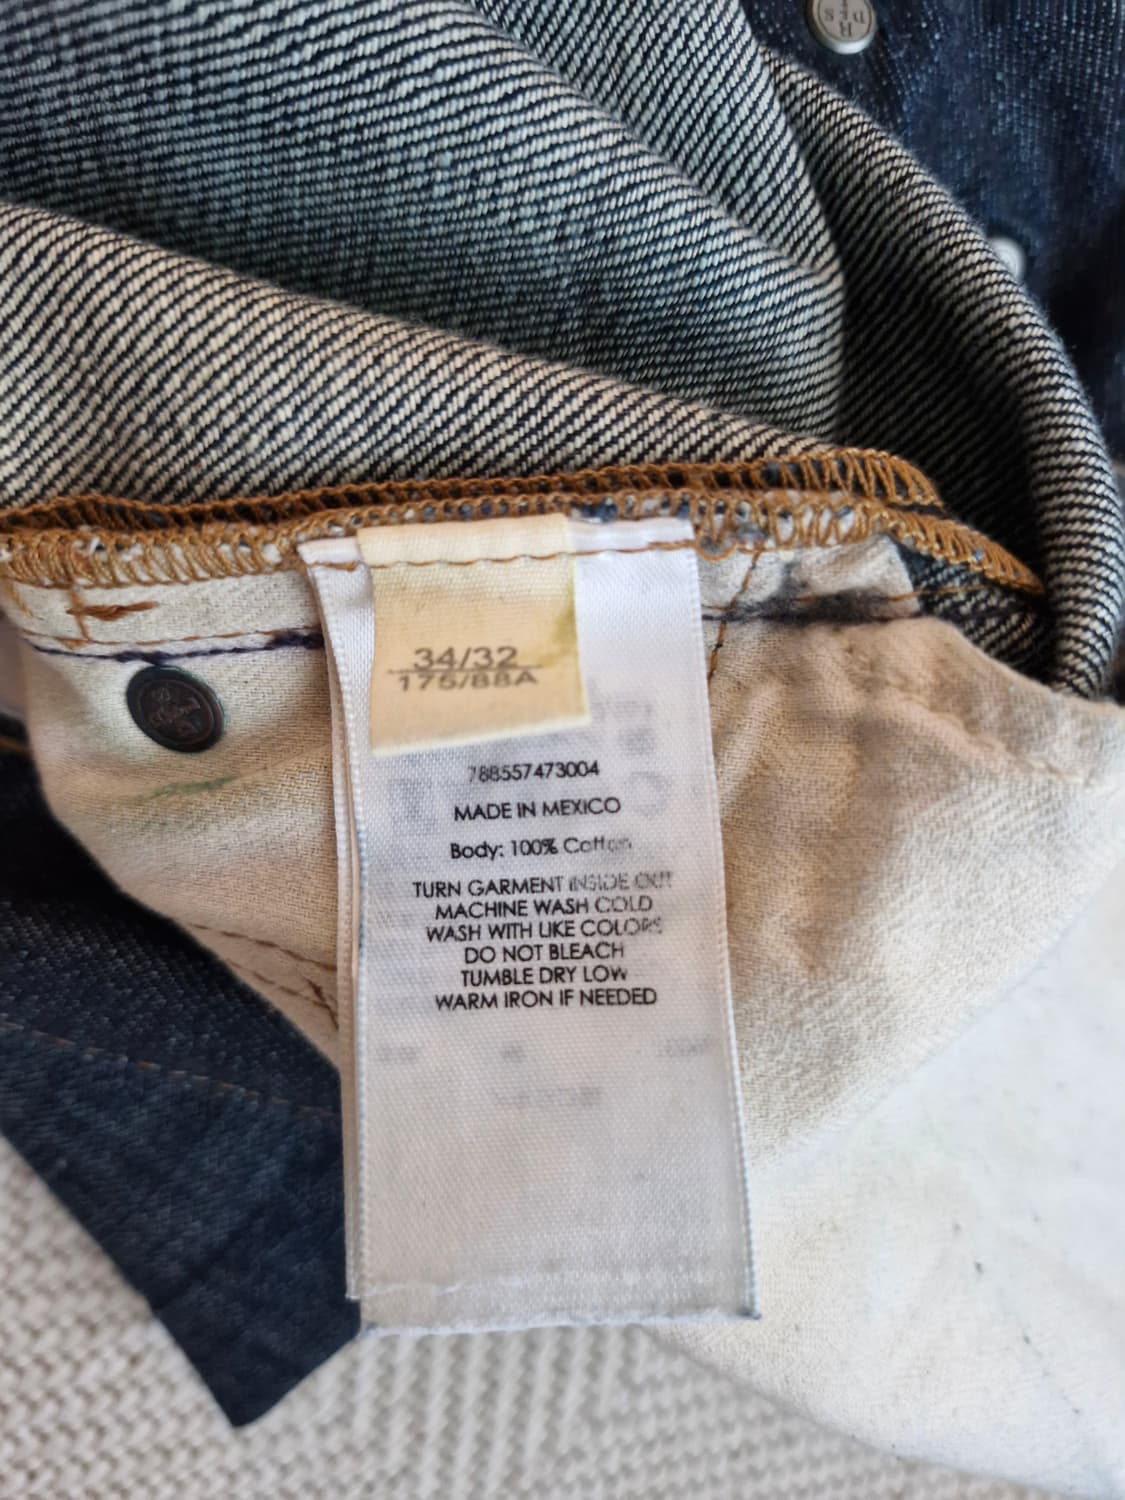 34/32
175/88A
788557473004
MADE IN MEXICO
Body: 100% Cotton
TURN GARMENT INSIDE OUT
MACHINE WASH COLD
WASH WITH LIKE COLORS
DO NOT BLEACH
TUMBLE DRY LOW
WARM IRON IF NEEDED